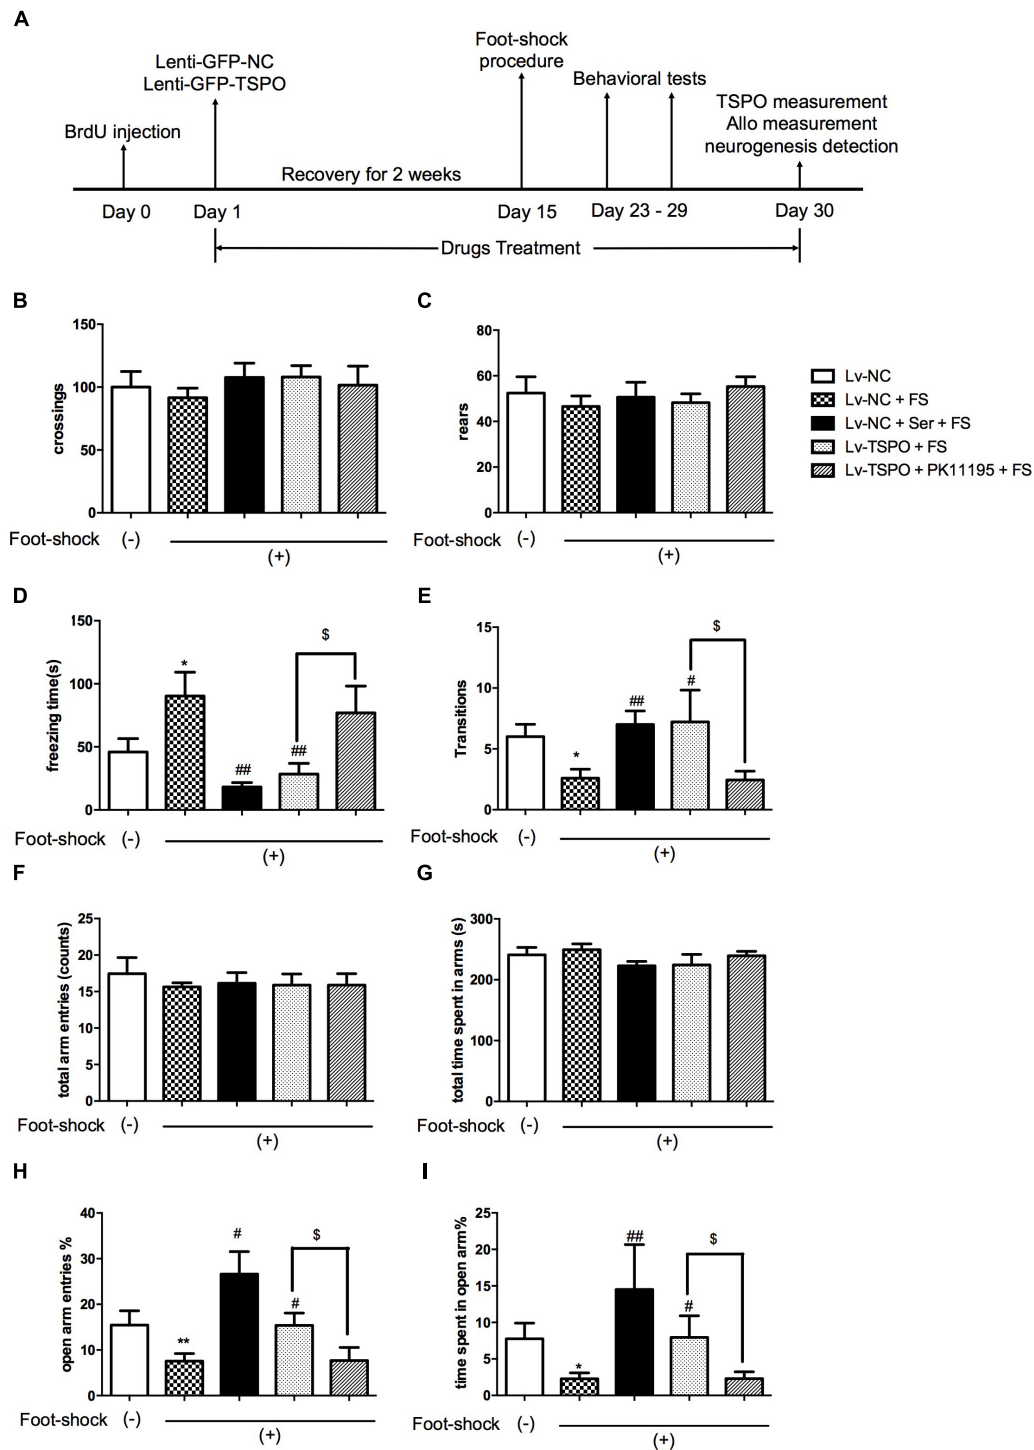 A
Lenti-GFP-NC
Lenti-GFP-TSPO
BrdU injection
Foot-shock
procedure
Behavioral tests
TSPO measurement
Allo measurement
neurogenesis detection
Recovery for 2 weeks
Day 0
Day 1
Day 15
Day 23 - 29
Day 30
Drugs Treatment
B
crossings
150
100
50
0
Foot-shock
(-)
(+)
C
rears
80
60
40
20
0
Foot-shock
(-)
(+)
Lv-NC
Lv-NC + FS
Lv-NC + Ser + FS
Lv-TSPO + FS
Lv-TSPO + PK11195 + FS
D
freezing time(s)
150
100
50
0
*
##
##
$
Foot-shock
(-)
(+)
E
Transitions
15
10
5
0
*
##
#
$
Foot-shock
(-)
(+)
F
total arm entries (counts)
25
20
15
10
5
0
Foot-shock
(-)
(+)
G
total time spent in arms (s)
300
200
100
0
Foot-shock
(-)
(+)
H
open arm entries %
40
30
20
10
0
**
#
#
$
Foot-shock
(-)
(+)
I
time spent in open arm%
25
20
15
10
5
0
*
##
#
$
Foot-shock
(-)
(+)